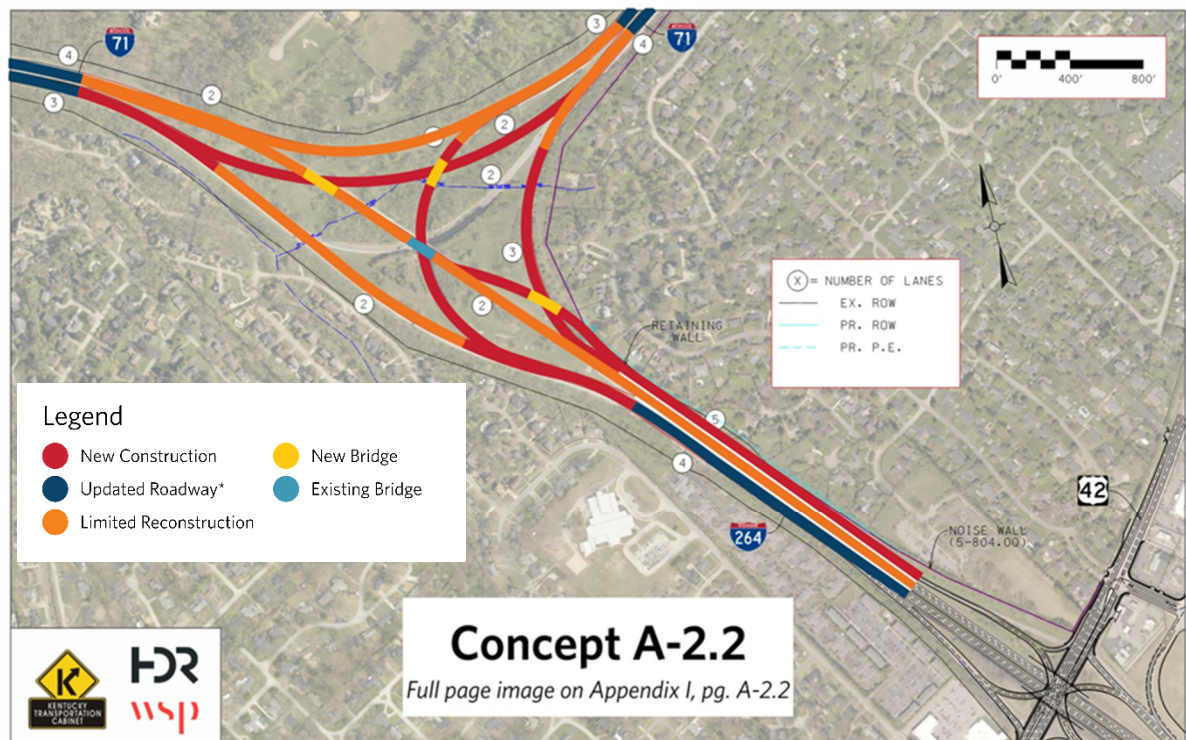 3
4
INTERSTATE
71
INTERSTATE
71
4
3
2
2
2
3
2
2
5
4
0'
400'
800'
X = NUMBER OF LANES
EX. ROW
PR. ROW
PR. P.E.
RETAINING
WALL
NOISE WALL
(5-804.00)
42
INTERSTATE
264
Legend
New Construction
New Bridge
Updated Roadway*
Existing Bridge
Limited Reconstruction
Concept A-2.2
Full page image on Appendix I, pg. A-2.2
K
KENTUCKY
TRANSPORTATION
CABINET
HDR
wsp